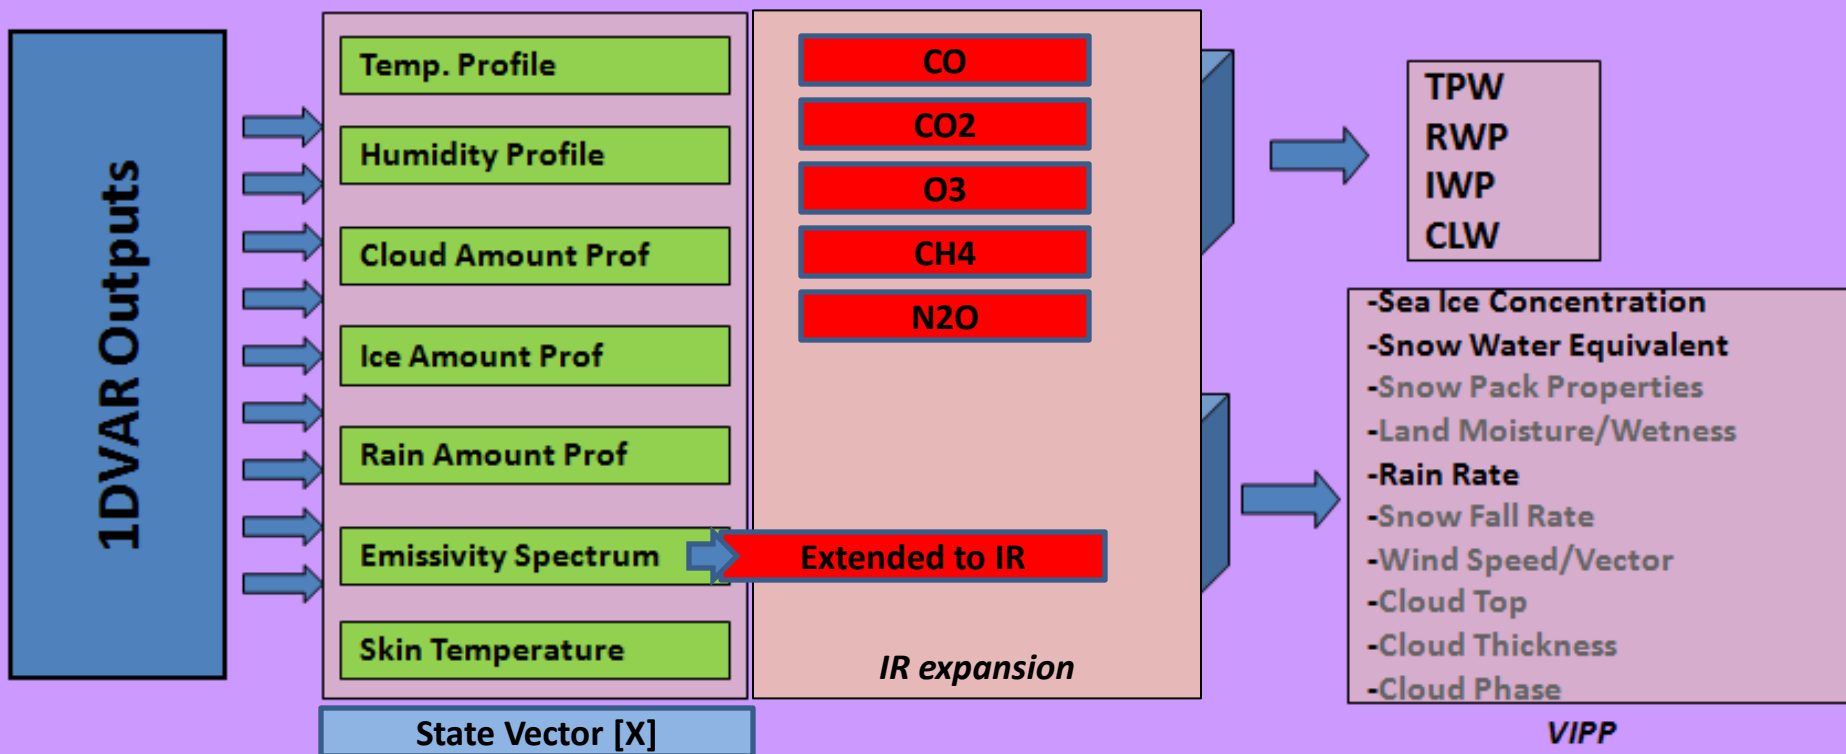 1DVAR Outputs
Temp. Profile
Humidity Profile
Cloud Amount Prof
Ice Amount Prof
Rain Amount Prof
Emissivity Spectrum
Skin Temperature
State Vector [X]
CO
CO2
O3
CH4
N2O
Extended to IR
IR expansion
TPW
RWP
IWP
CLW
-Sea Ice Concentration
-Snow Water Equivalent
-Snow Pack Properties
-Land Moisture/Wetness
-Rain Rate
-Snow Fall Rate
-Wind Speed/Vector
-Cloud Top
-Cloud Thickness
-Cloud Phase
VIPP